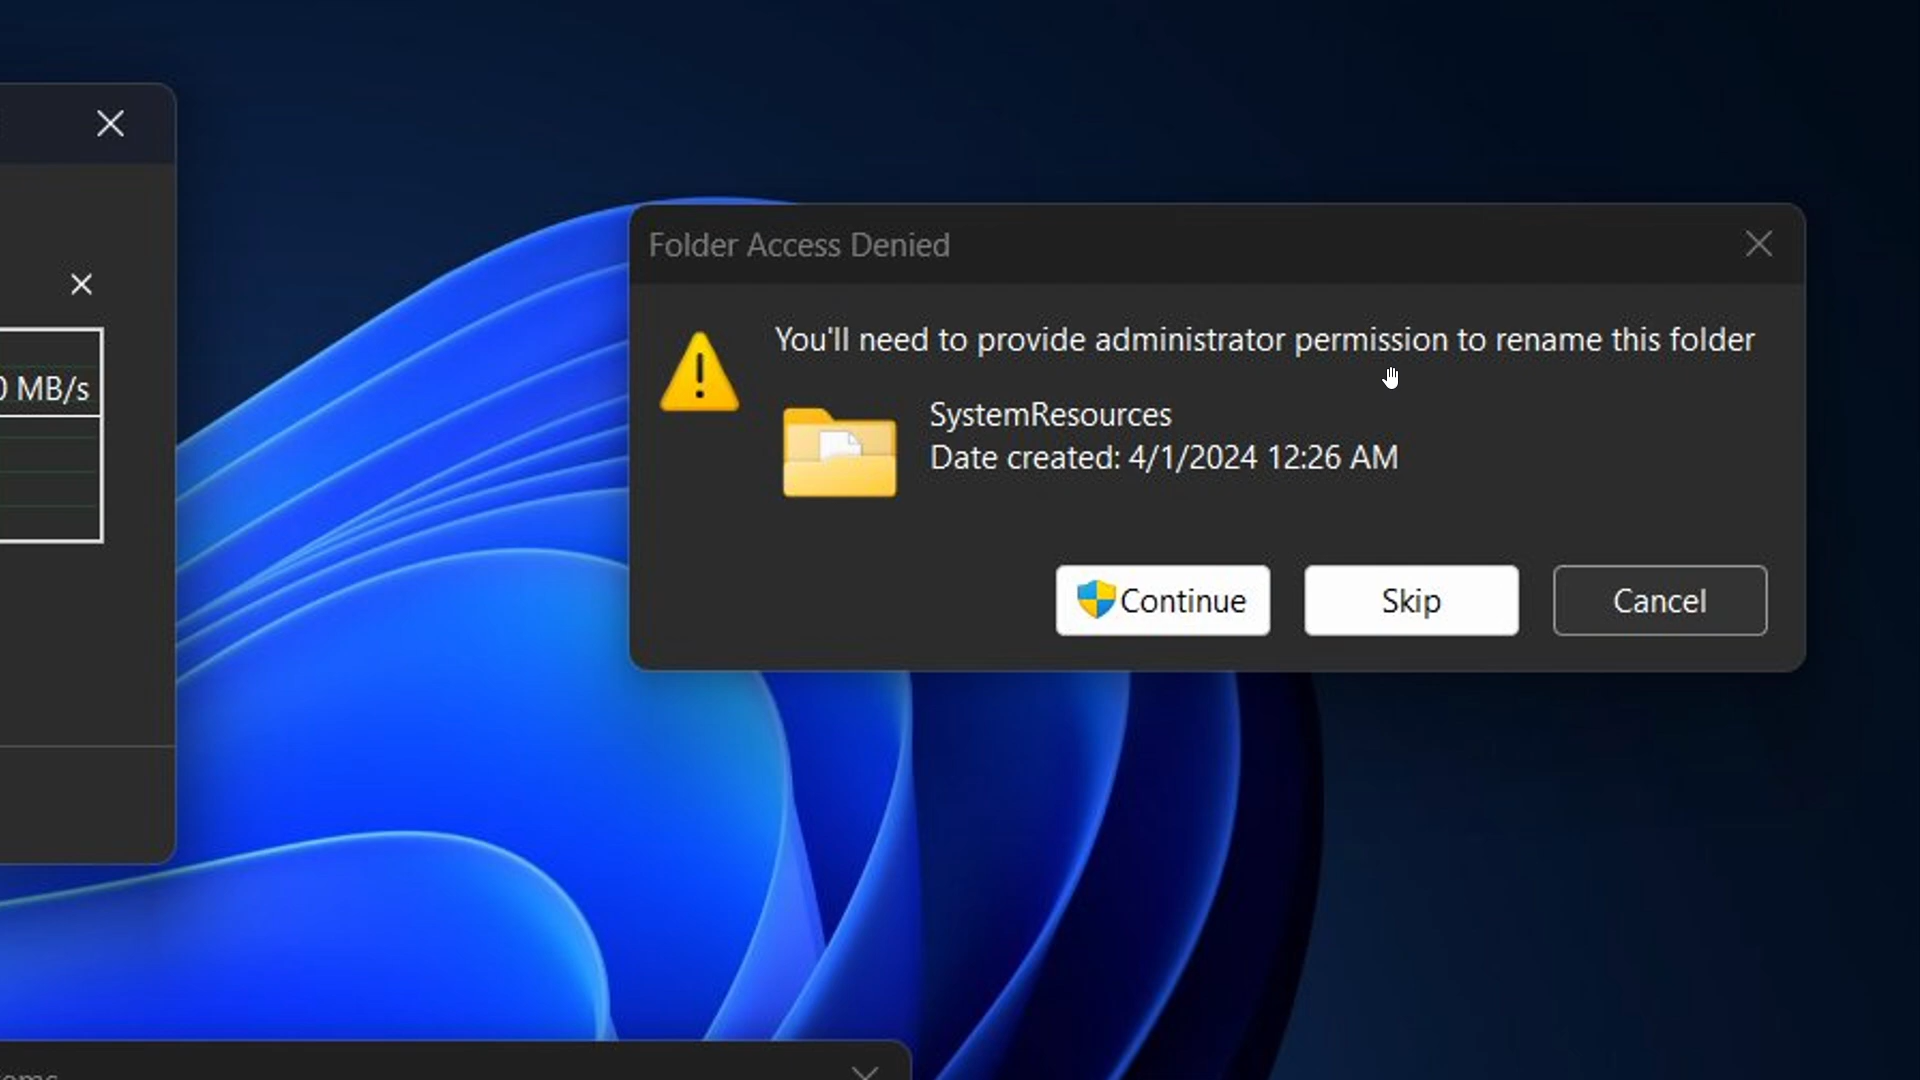 Folder Access Denied
You'll need to provide administrator permission to rename this folder
SystemResources
Date created: 4/1/2024 12:26 AM
Continue
Skip
Cancel
0 MB/s